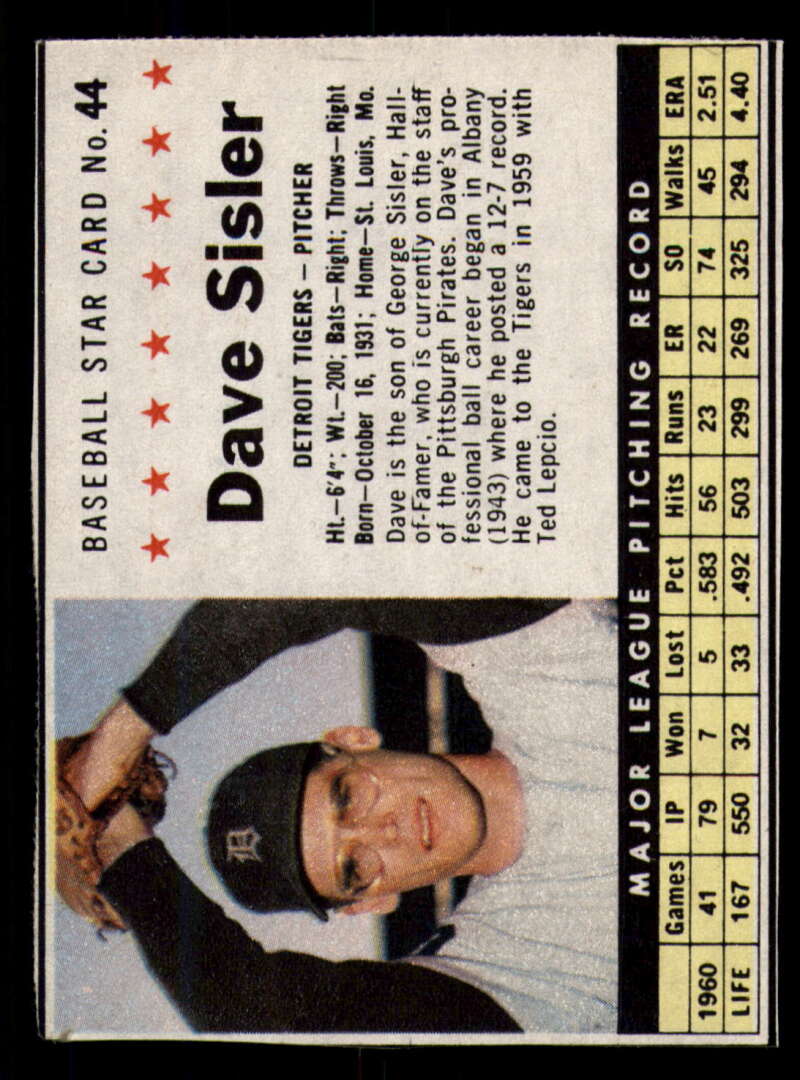 BASEBALL STAR CARD No. 44
Dave Sisler
DETROIT TIGERS — PITCHER
Ht.—6'4"; Wt.—200; Bats—Right; Throws—Right
Born—October 16, 1931; Home—St. Louis, Mo.
Dave is the son of George Sisler, Hall-
of-Famer, who is currently on the staff
of the Pittsburgh Pirates. Dave's pro-
fessional ball career began in Albany
(1943) where he posted a 12-7 record.
He came to the Tigers in 1959 with
Ted Lepcio.
D
MAJOR LEAGUE PITCHING RECORD
Games IP Won Lost Pct Hits Runs ER SO Walks ERA
1960 41 79 7 5 .583 56 23 22 74 45 2.51
LIFE 167 550 32 33 .492 503 299 269 325 294 4.40